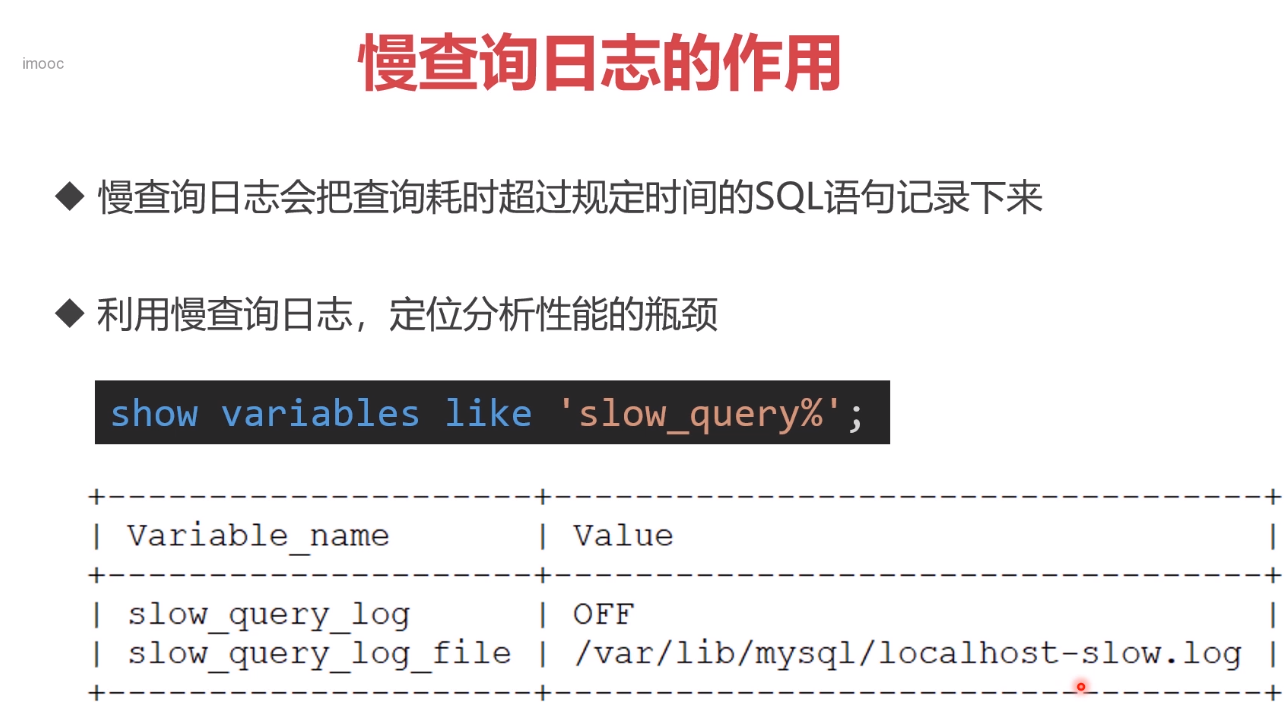 慢查询日志的作用
imooc
◆ 慢查询日志会把查询耗时超过规定时间的SQL语句记录下来
◆ 利用慢查询日志，定位分析性能的瓶颈
show variables like 'slow_query%';
+---------------------+-----------------------------------+
| Variable_name | Value |
+---------------------+-----------------------------------+
| slow_query_log | OFF |
| slow_query_log_file | /var/lib/mysql/localhost-slow.log |
+---------------------+-----------------------------------+